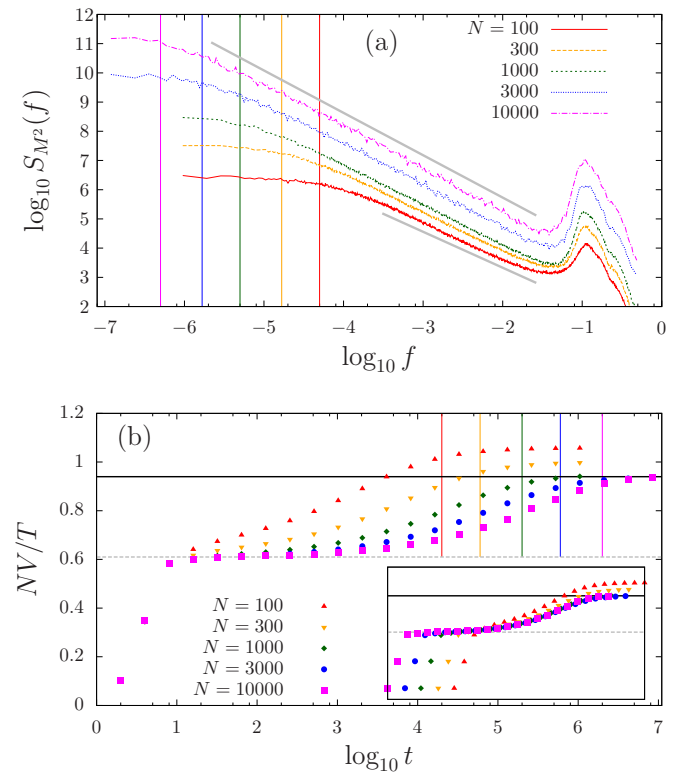 (a)
N = 100
300
1000
3000
10000
12
11
10
9
8
7
6
5
4
3
2
log₁₀ S_{M²}(f)
−7 −6 −5 −4 −3 −2 −1 0
log₁₀ f
(b)
1.2
1
0.8
0.6
0.4
0.2
0
NV/T
N = 100
N = 300
N = 1000
N = 3000
N = 10000
0 1 2 3 4 5 6 7
log₁₀ t